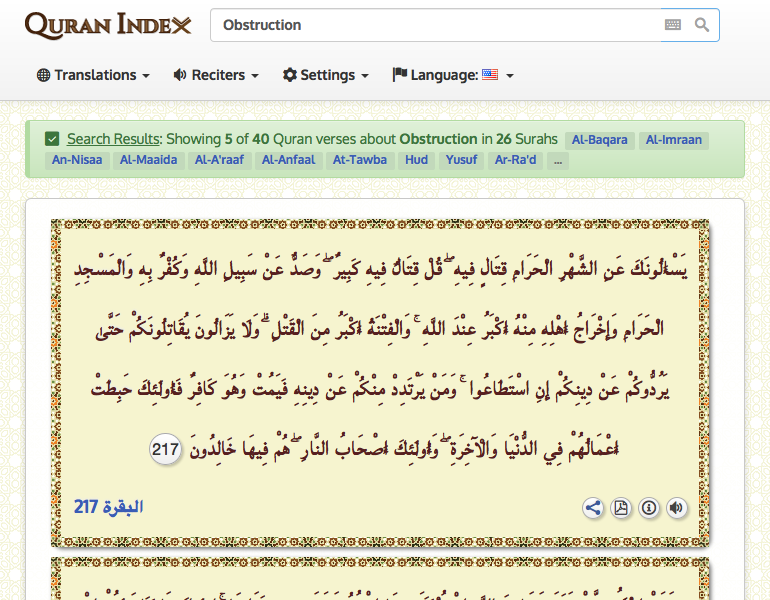 QURAN INDEX
Obstruction
Translations Reciters Settings Language:
Search Results: Showing 5 of 40 Quran verses about Obstruction in 26 Surahs Al-Baqara Al-Imraan
An-Nisaa Al-Maaida Al-A'raaf Al-Anfaal At-Tawba Hud Yusuf Ar-Ra'd ...
يَسْأَلُونَكَ عَنِ الشَّهْرِ الْحَرَامِ قِتَالٍ فِيهِ ۖ قُلْ قِتَالٌ فِيهِ كَبِيرٌ ۖ وَصَدٌّ عَنْ سَبِيلِ اللَّهِ وَكُفْرٌ بِهِ وَالْمَسْجِدِ
الْحَرَامِ وَإِخْرَاجُ أَهْلِهِ مِنْهُ أَكْبَرُ عِنْدَ اللَّهِ ۚ وَالْفِتْنَةُ أَكْبَرُ مِنَ الْقَتْلِ ۗ وَلَا يَزَالُونَ يُقَاتِلُونَكُمْ حَتَّىٰ
يَرُدُّوكُمْ عَنْ دِينِكُمْ إِنِ اسْتَطَاعُوا ۚ وَمَنْ يَرْتَدِدْ مِنْكُمْ عَنْ دِينِهِ فَيَمُتْ وَهُوَ كَافِرٌ فَأُولَٰئِكَ حَبِطَتْ
أَعْمَالُهُمْ فِي الدُّنْيَا وَالْآخِرَةِ ۖ وَأُولَٰئِكَ أَصْحَابُ النَّارِ ۖ هُمْ فِيهَا خَالِدُونَ 217
البقرة 217